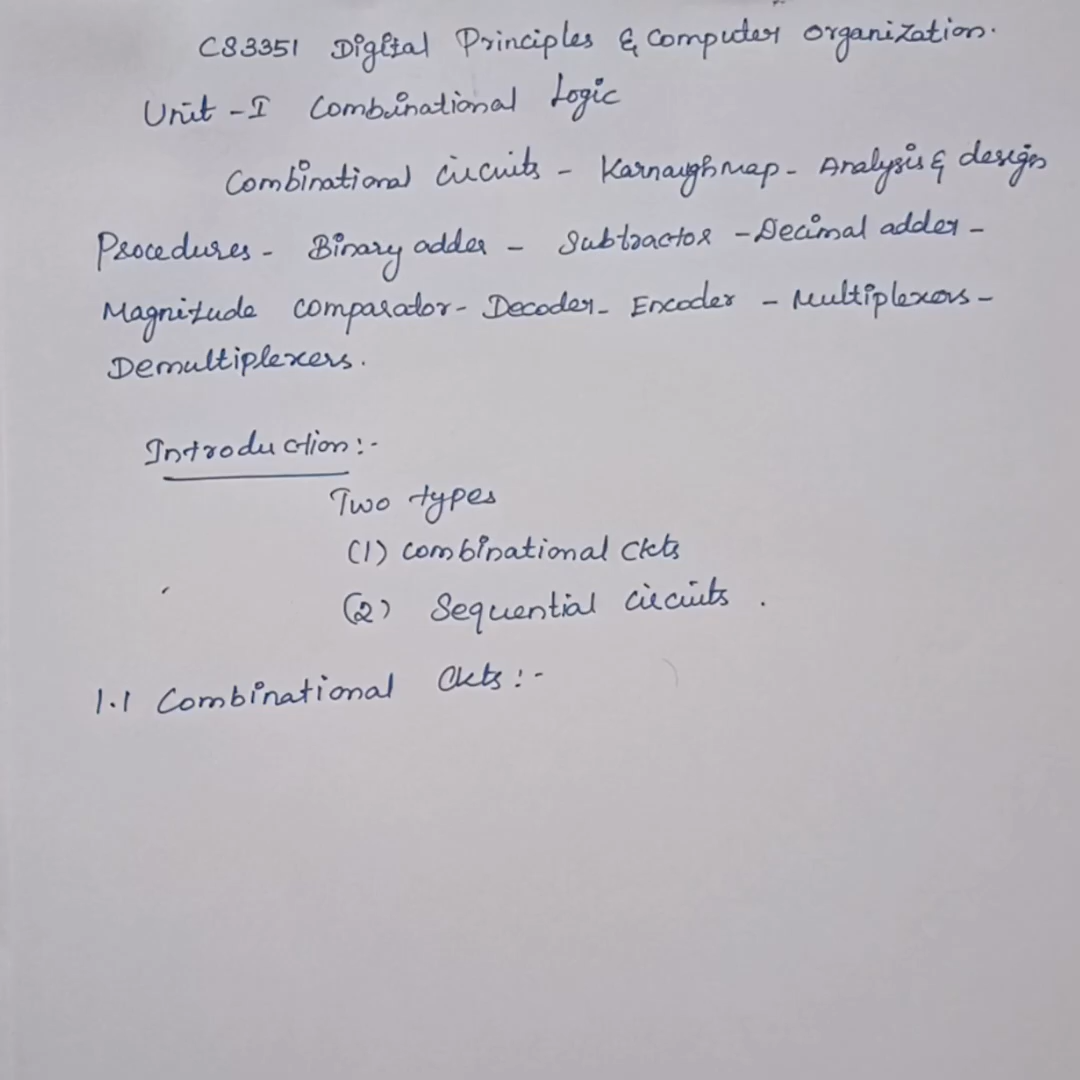 CS3351 Digital Principles & Computer Organization.
Unit - I Combinational Logic
Combinational circuits - Karnaugh map - Analysis & design
Procedures - Binary adder - Subtractor - Decimal adder -
Magnitude comparator - Decoder - Encoder - Multiplexers -
Demultiplexers.
Introduction :-
Two types
(1) combinational Ckts
(2) Sequential circuits .
1.1 Combinational Ckts :-